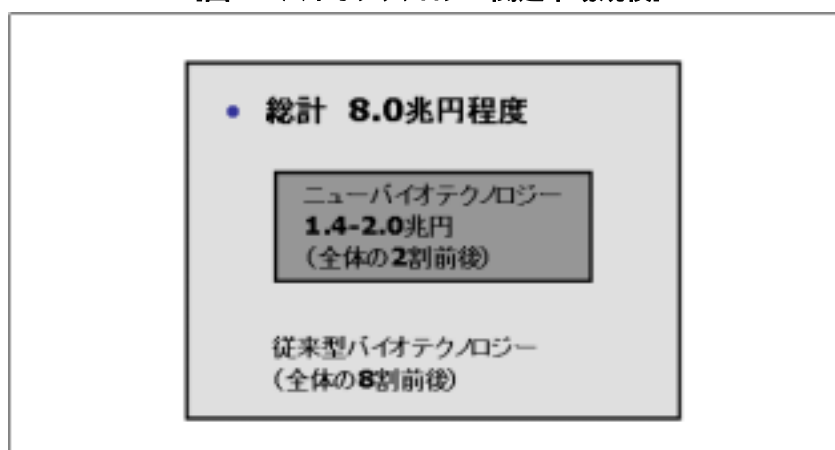 • 総計 8.0兆円程度
ニューバイオテクノロジー
1.4-2.0兆円
(全体の2割前後)
従来型バイオテクノロジー
(全体の8割前後)